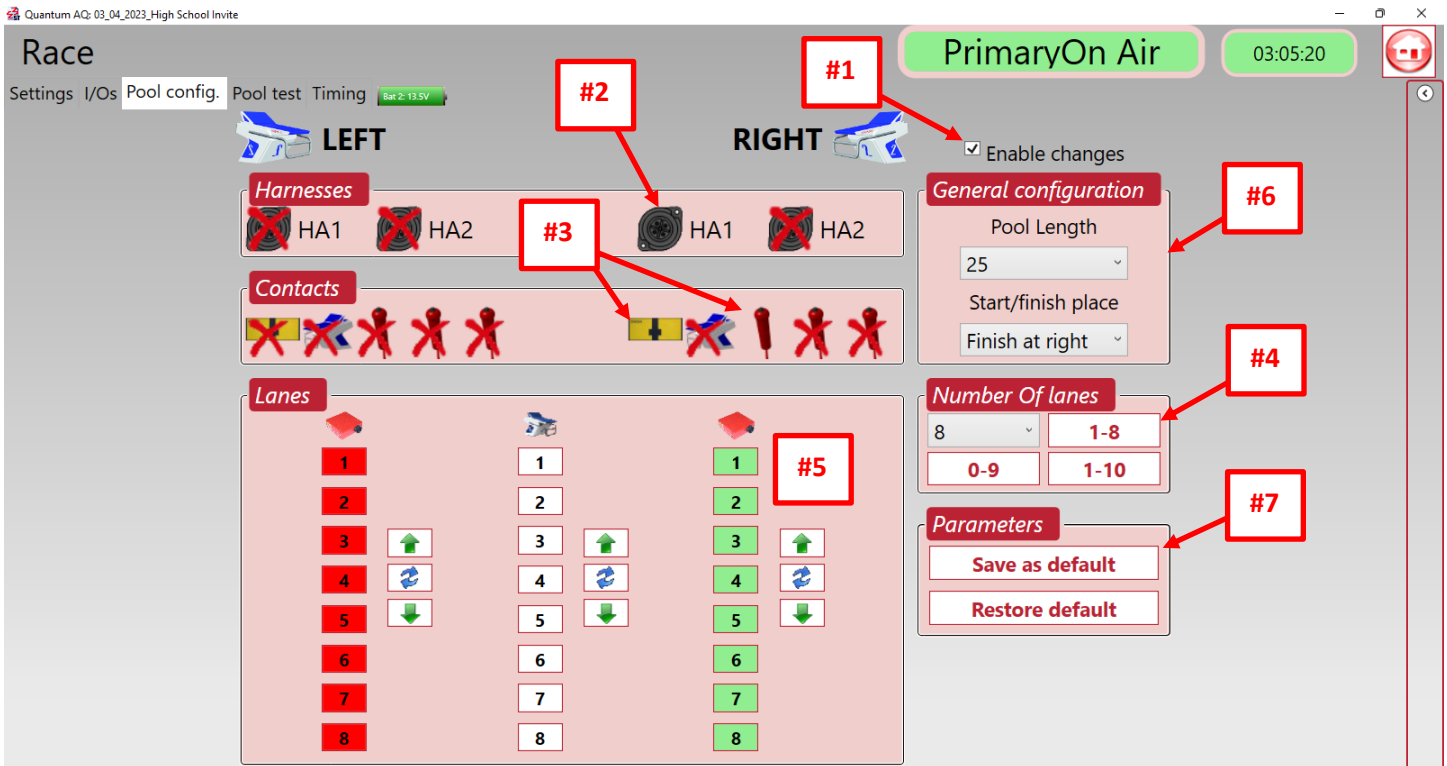 Quantum AQ: 03_04_2023_High School Invite
Race
PrimaryOn Air
03:05:20
Settings I/Os Pool config. Pool test Timing Bat 2: 13.5V
#1
#2
LEFT
RIGHT
Enable changes
Harnesses
HA1 HA2 HA1 HA2
#3
General configuration
#6
Pool Length
25
Start/finish place
Finish at right
Contacts
#4
Lanes
Number Of lanes
8 1-8
0-9 1-10
#5
1 1 1
2 2 2
3 3 3
4 4 4
5 5 5
6 6 6
7 7 7
8 8 8
#7
Parameters
Save as default
Restore default